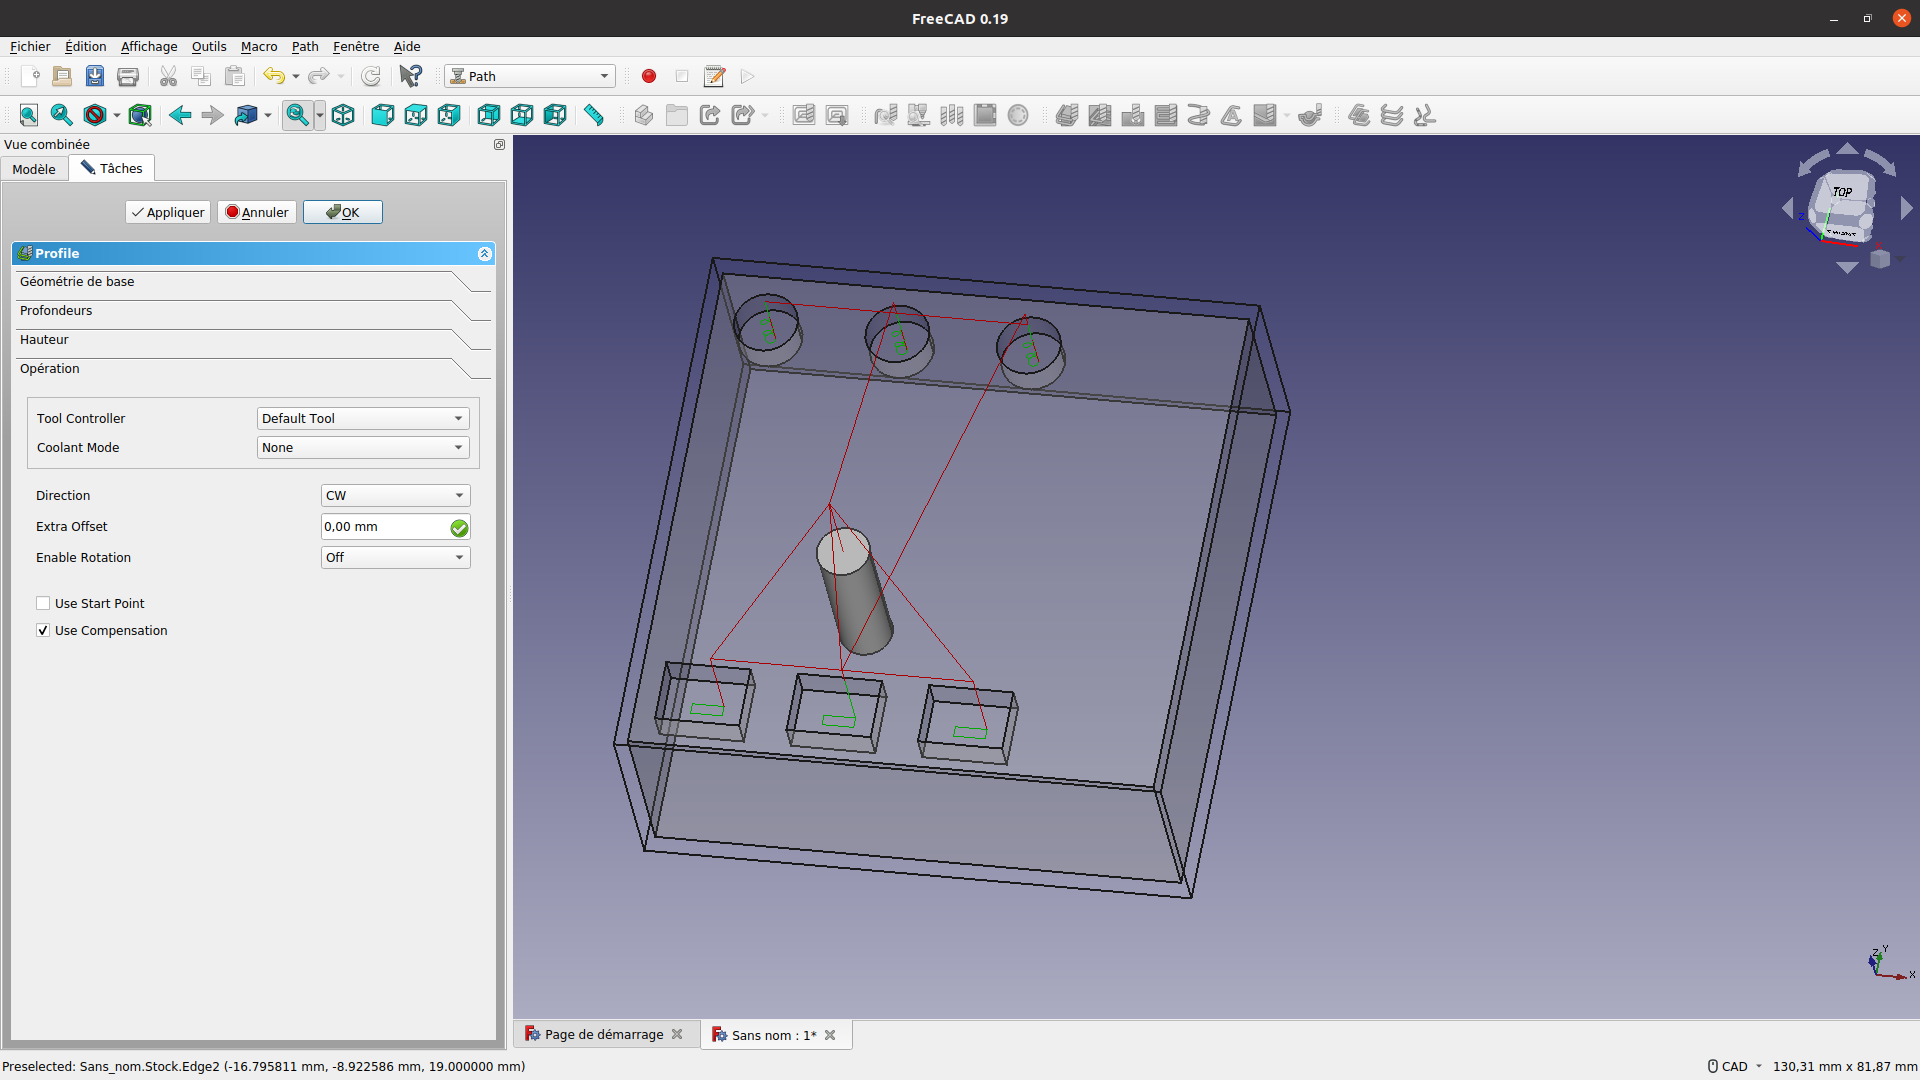 FreeCAD 0.19
Fichier Édition Affichage Outils Macro Path Fenêtre Aide
Path
Vue combinée
Modèle Tâches
Appliquer Annuler OK
Profile
Géométrie de base
Profondeurs
Hauteur
Opération
Tool Controller Default Tool
Coolant Mode None
Direction CW
Extra Offset 0,00 mm
Enable Rotation Off
Use Start Point
Use Compensation
TOP
Z
Z Y
X
Page de démarrage Sans nom : 1*
Preselected: Sans_nom.Stock.Edge2 (-16.795811 mm, -8.922586 mm, 19.000000 mm) CAD 130,31 mm x 81,87 mm